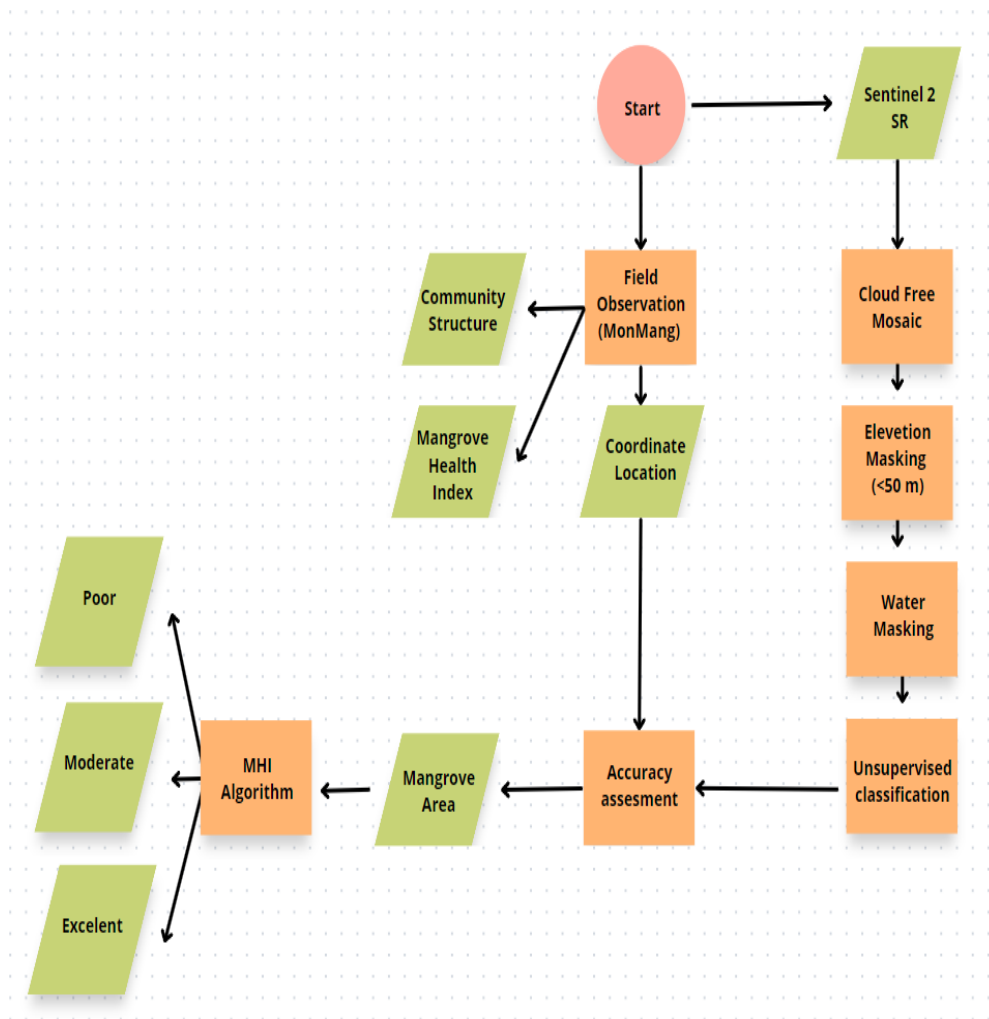 Start
Sentinel 2
SR
Field
Observation
(MonMang)
Community
Structure
Cloud Free
Mosaic
Mangrove
Health
Index
Coordinate
Location
Elevetion
Masking
(<50 m)
Poor
Water
Masking
Moderate
MHI
Algorithm
Mangrove
Area
Accuracy
assesment
Unsupervised
classification
Excelent